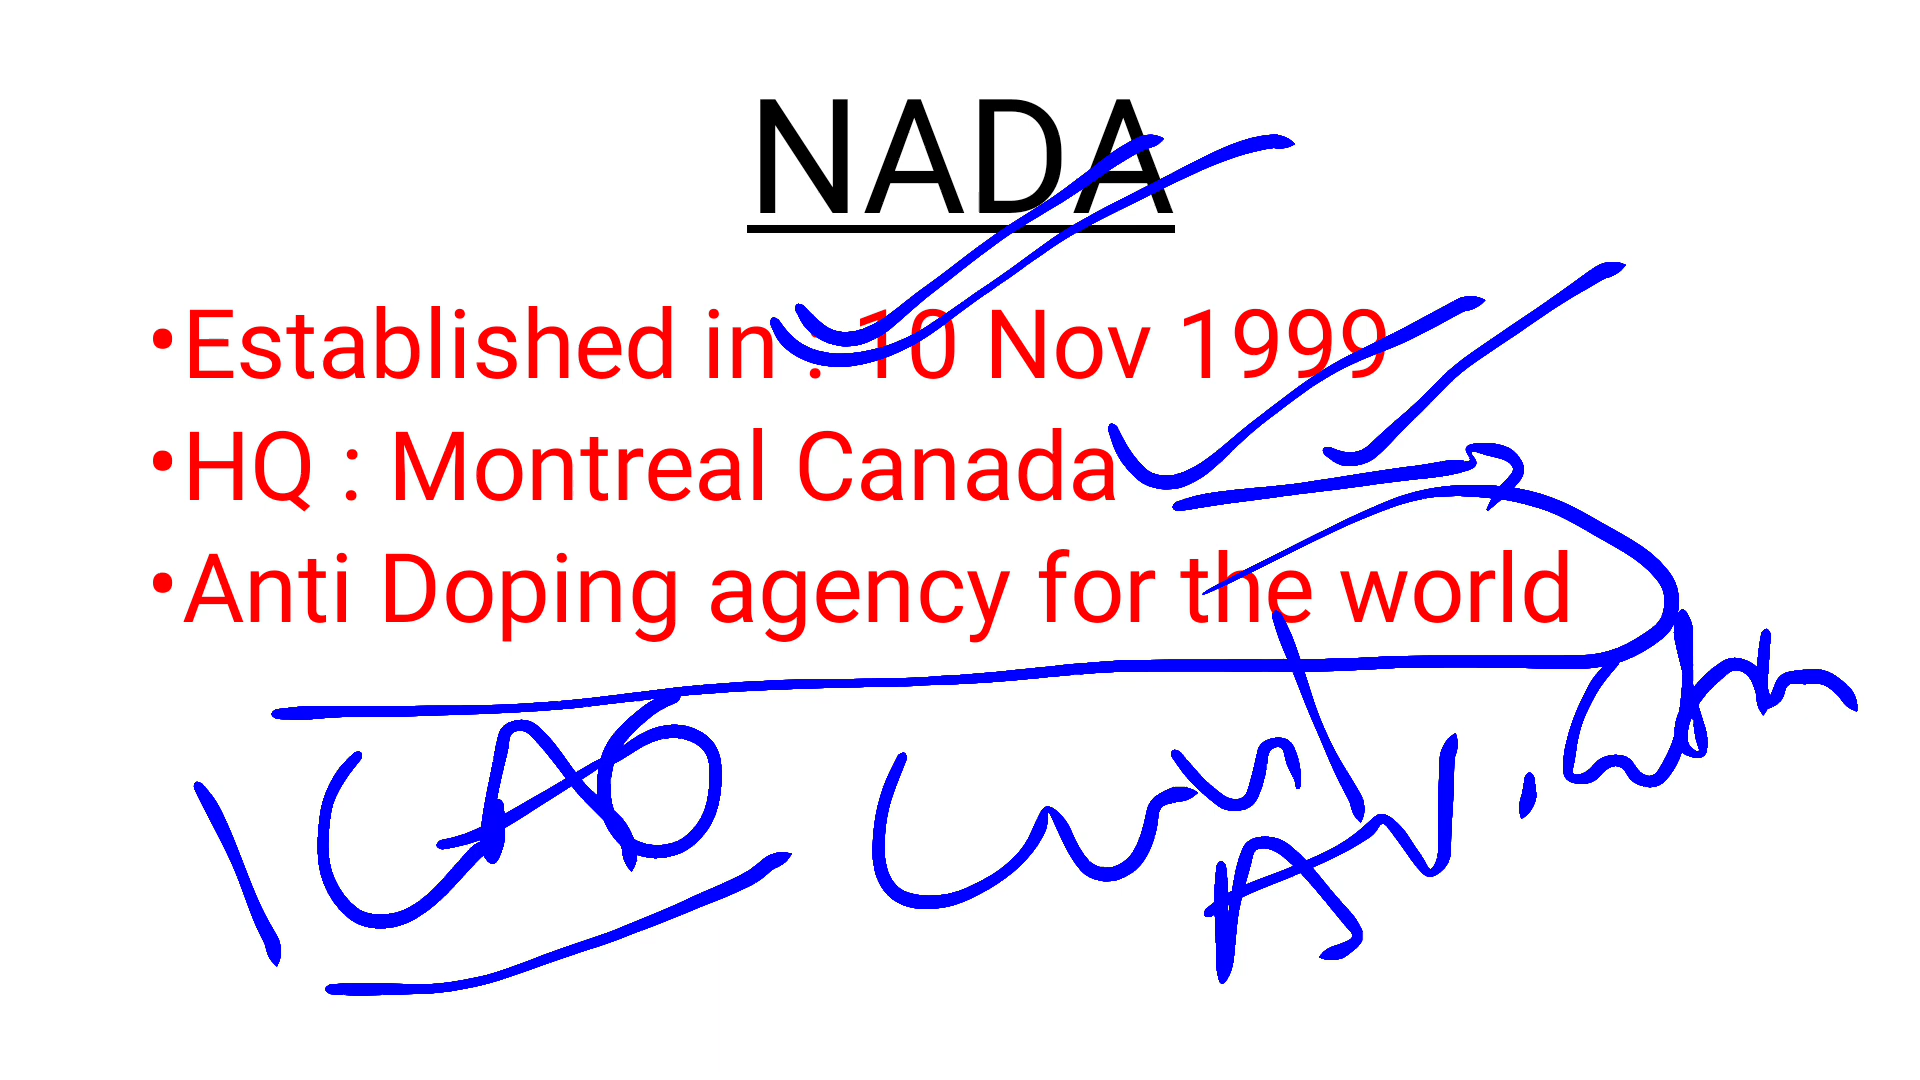 NADA
•Established in : 10 Nov 1999
•HQ : Montreal Canada
•Anti Doping agency for the world
ICAO